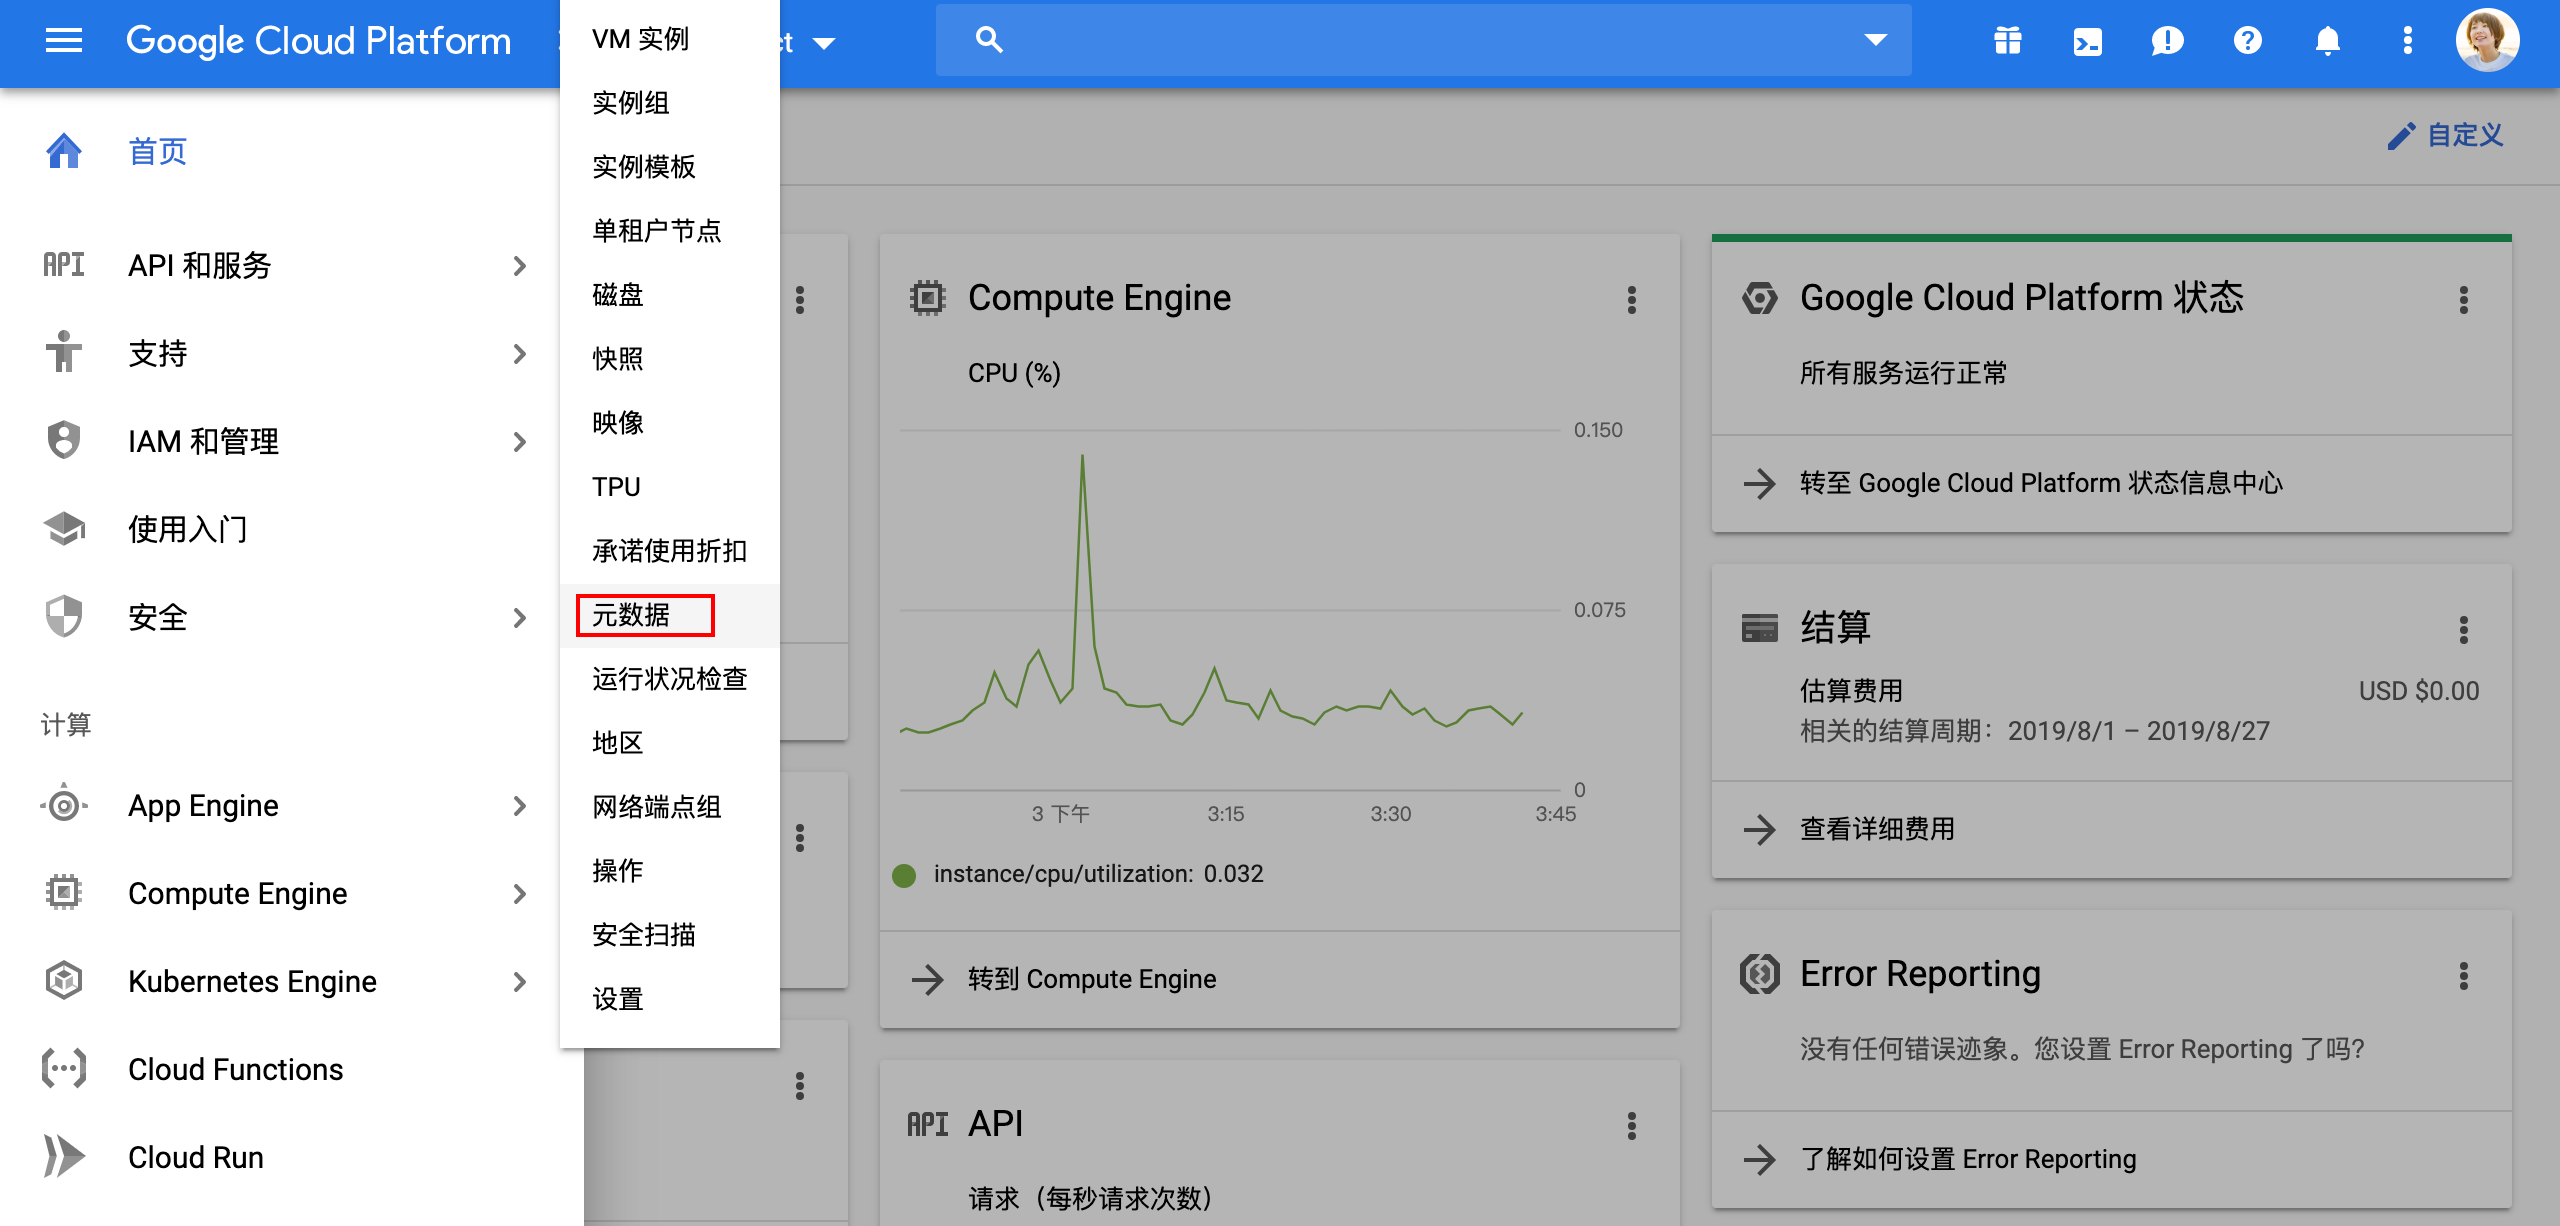 Google Cloud Platform
ct
首页
API 和服务
支持
IAM 和管理
使用入门
安全
计算
App Engine
Compute Engine
Kubernetes Engine
Cloud Functions
Cloud Run
VM 实例
实例组
实例模板
单租户节点
磁盘
快照
映像
TPU
承诺使用折扣
元数据
运行状况检查
地区
网络端点组
操作
安全扫描
设置
自定义
API
Compute Engine
CPU (%)
0.150
0.075
0
3 下午
3:15
3:30
3:45
instance/cpu/utilization: 0.032
转到 Compute Engine
API
API
请求（每秒请求次数）
Google Cloud Platform 状态
所有服务运行正常
转至 Google Cloud Platform 状态信息中心
结算
估算费用
USD $0.00
相关的结算周期：2019/8/1 – 2019/8/27
查看详细费用
Error Reporting
没有任何错误迹象。您设置 Error Reporting 了吗?
了解如何设置 Error Reporting